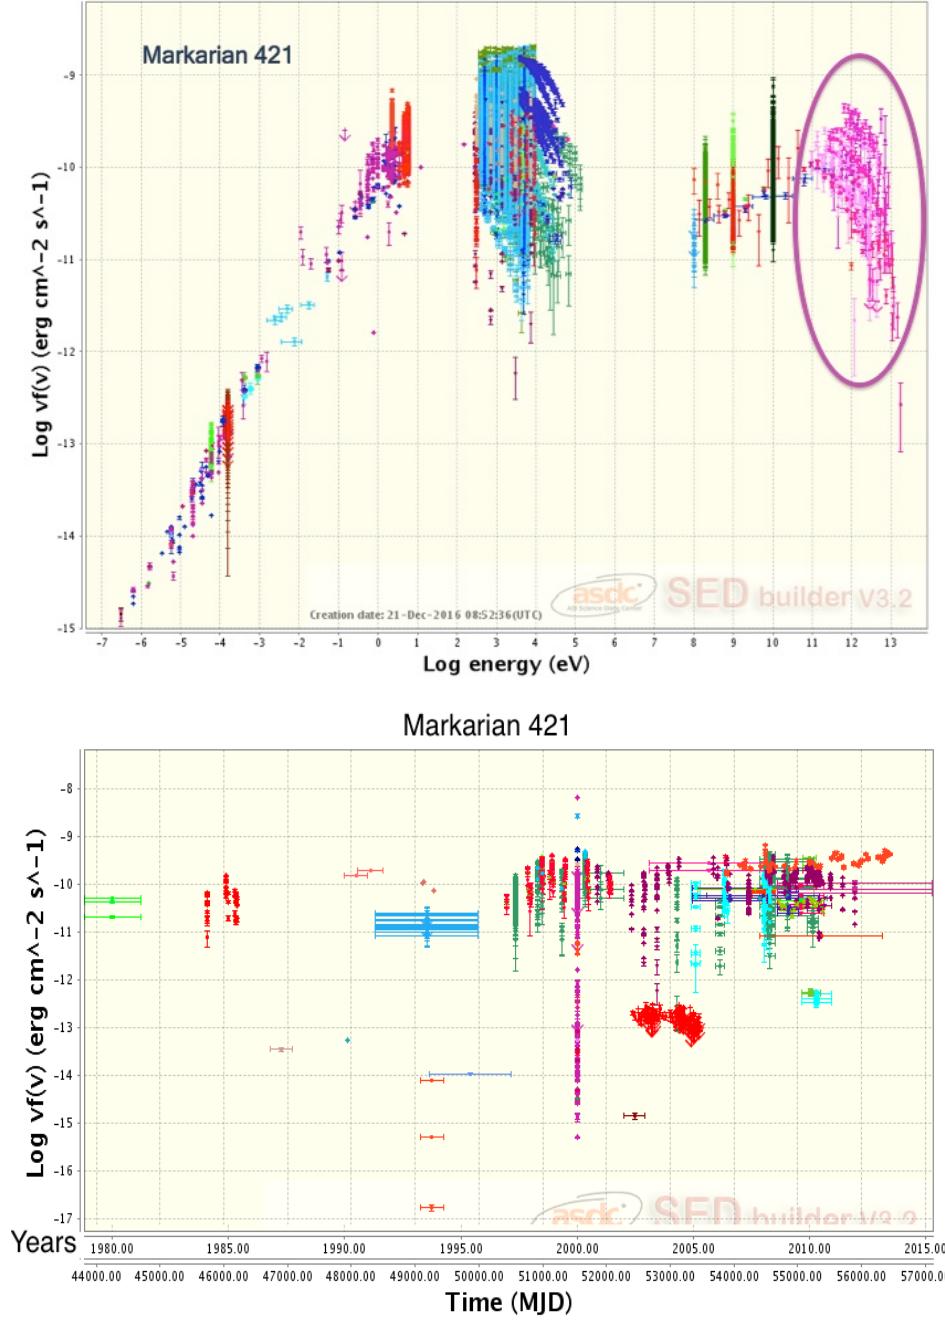 Markarian 421
-9
-10
-11
-12
-13
-14
-15
Log vf(v) (erg cm^-2 s^-1)
Creation date: 21-Dec-2016 08:52:36(UTC)
asdc
ASI Science Data Center
SED builder V3.2
-7 -6 -5 -4 -3 -2 -1 0 1 2 3 4 5 6 7 8 9 10 11 12 13
Log energy (eV)
Markarian 421
-8
-9
-10
-11
-12
-13
-14
-15
-16
-17
Log vf(v) (erg cm^-2 s^-1)
asdc
SED builder V3.2
Years
1980.00 1985.00 1990.00 1995.00 2000.00 2005.00 2010.00 2015.00
44000.00 45000.00 46000.00 47000.00 48000.00 49000.00 50000.00 51000.00 52000.00 53000.00 54000.00 55000.00 56000.00 57000.00
Time (MJD)